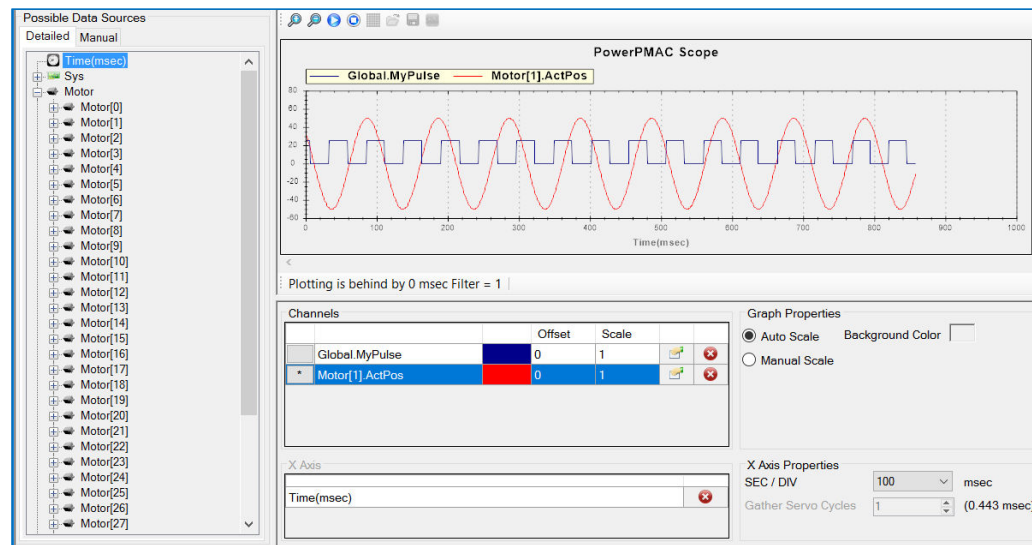 Possible Data Sources
Detailed Manual
Time(msec)
Sys
Motor
Motor[0]
Motor[1]
Motor[2]
Motor[3]
Motor[4]
Motor[5]
Motor[6]
Motor[7]
Motor[8]
Motor[9]
Motor[10]
Motor[11]
Motor[12]
Motor[13]
Motor[14]
Motor[15]
Motor[16]
Motor[17]
Motor[18]
Motor[19]
Motor[20]
Motor[21]
Motor[22]
Motor[23]
Motor[24]
Motor[25]
Motor[26]
Motor[27]
PowerPMAC Scope
Global.MyPulse Motor[1].ActPos
80
60
40
20
0
-20
-40
-60
0 100 200 300 400 500 600 700 800 900 1000
Time(msec)
Plotting is behind by 0 msec Filter = 1
Channels
Offset Scale
Global.MyPulse 0 1
* Motor[1].ActPos 0 1
Graph Properties
Auto Scale Background Color
Manual Scale
X Axis
Time(msec)
X Axis Properties
SEC / DIV 100 msec
Gather Servo Cycles 1 (0.443 msec)